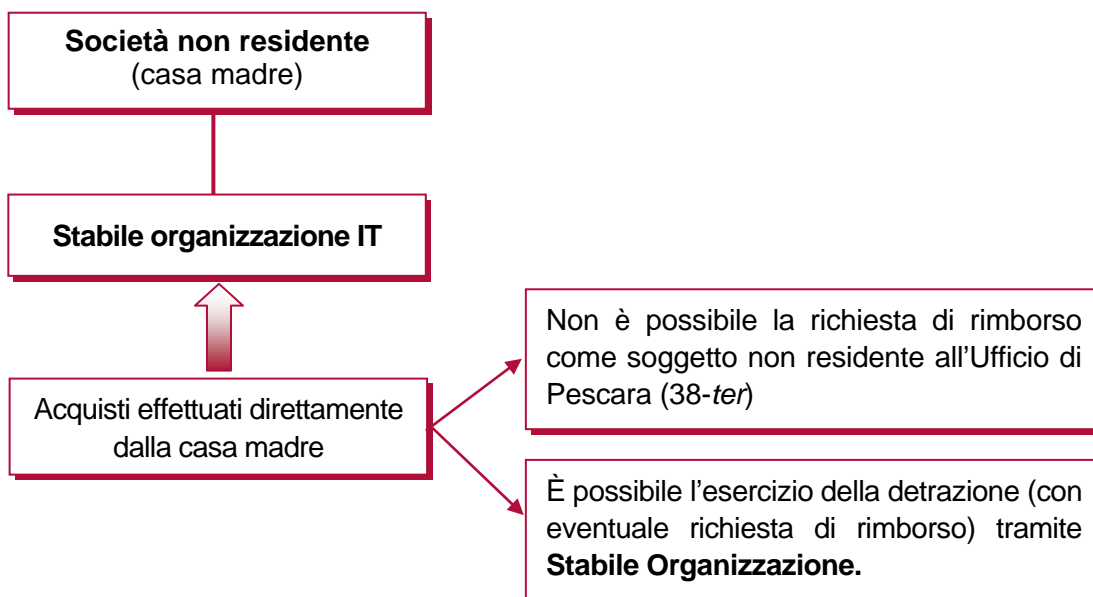 Società non residente
(casa madre)
Stabile organizzazione IT
Acquisti effettuati direttamente
dalla casa madre
Non è possibile la richiesta di rimborso
come soggetto non residente all’Ufficio di
Pescara (38-ter)
È possibile l’esercizio della detrazione (con
eventuale richiesta di rimborso) tramite
Stabile Organizzazione.